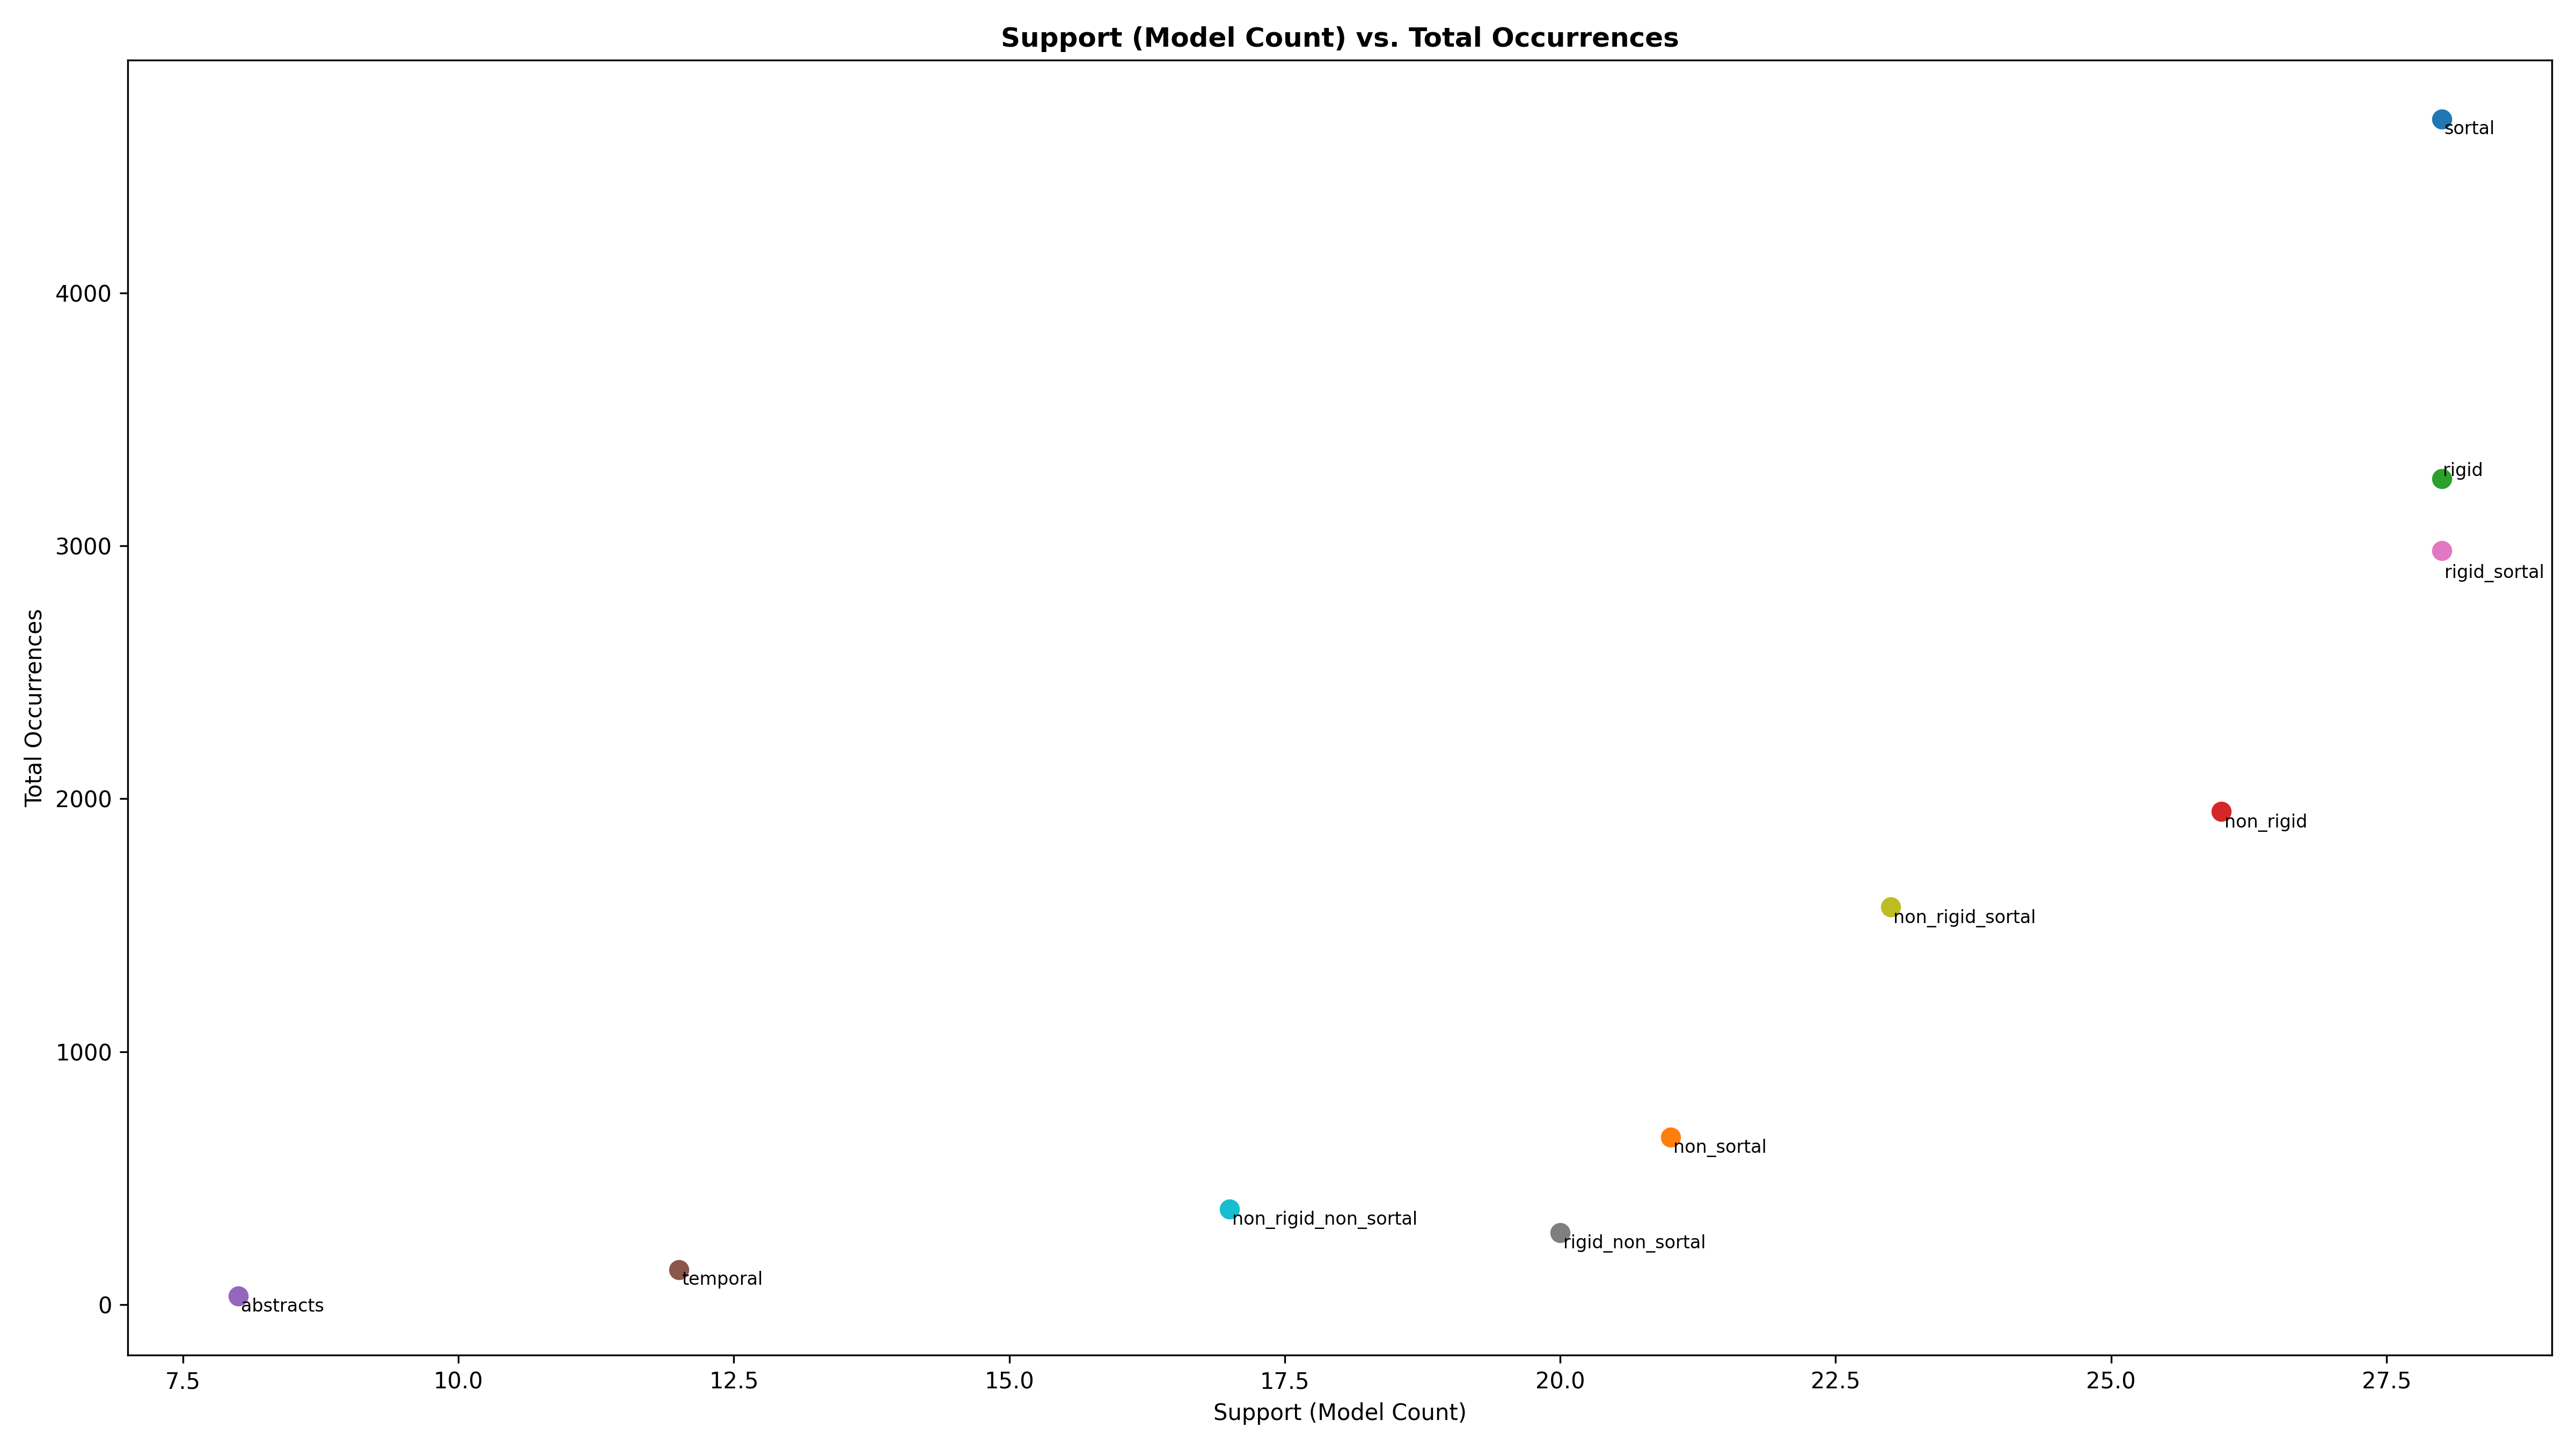 Support (Model Count) vs. Total Occurrences
sortal
4000
rigid
3000
rigid_sortal
Total Occurrences
2000
non_rigid
non_rigid_sortal
1000
non_sortal
non_rigid_non_sortal
rigid_non_sortal
temporal
0
abstracts
7.5 10.0 12.5 15.0 17.5 20.0 22.5 25.0 27.5
Support (Model Count)